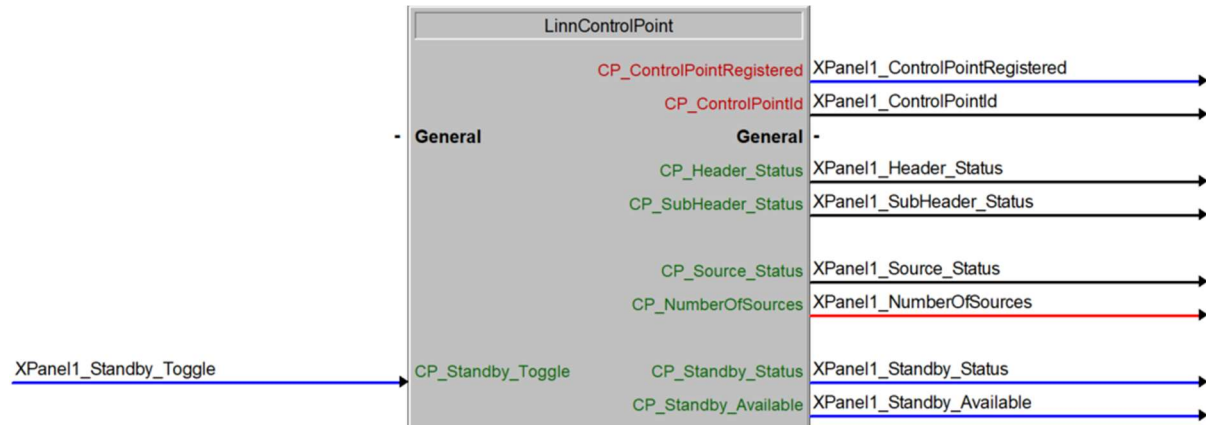 LinnControlPoint
CP_ControlPointRegistered XPanel1_ControlPointRegistered
CP_ControlPointId XPanel1_ControlPointId
- General General -
CP_Header_Status XPanel1_Header_Status
CP_SubHeader_Status XPanel1_SubHeader_Status
CP_Source_Status XPanel1_Source_Status
CP_NumberOfSources XPanel1_NumberOfSources
XPanel1_Standby_Toggle CP_Standby_Toggle CP_Standby_Status XPanel1_Standby_Status
CP_Standby_Available XPanel1_Standby_Available